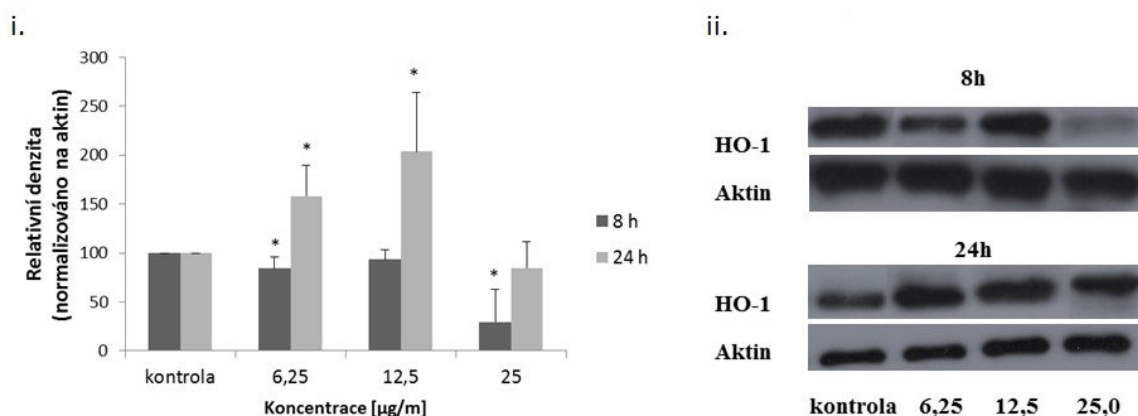 i.
300
250
200
150
100
50
0
Relativní denzita
(normalizováno na aktin)
*
*
*
*
8 h
24 h
kontrola 6,25 12,5 25
Koncentrace [µg/m]
ii.
8h
HO-1
Aktin
24h
HO-1
Aktin
kontrola 6,25 12,5 25,0